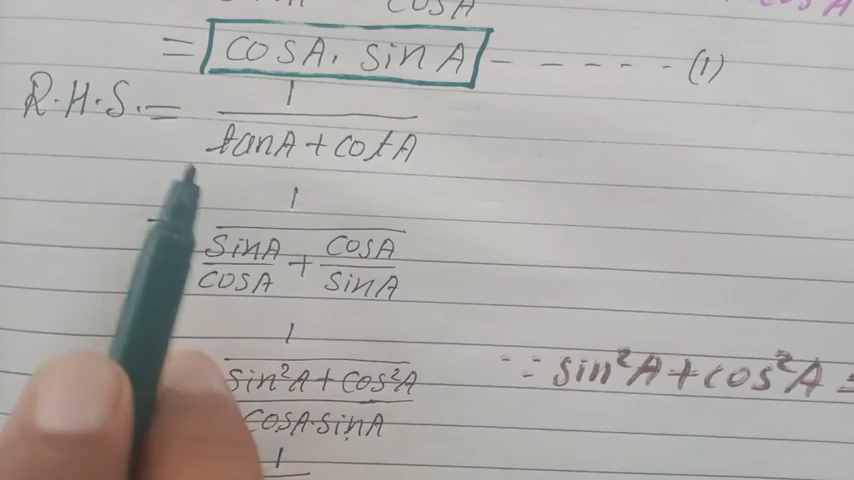 cosA
= cosA. sinA - - - - - - (1)
R.H.S. = 1
tanA + cotA
1
sinA + cosA
cosA sinA
1
sin²A + cos²A ∵ sin²A + cos²A =
cosA.sinA
1